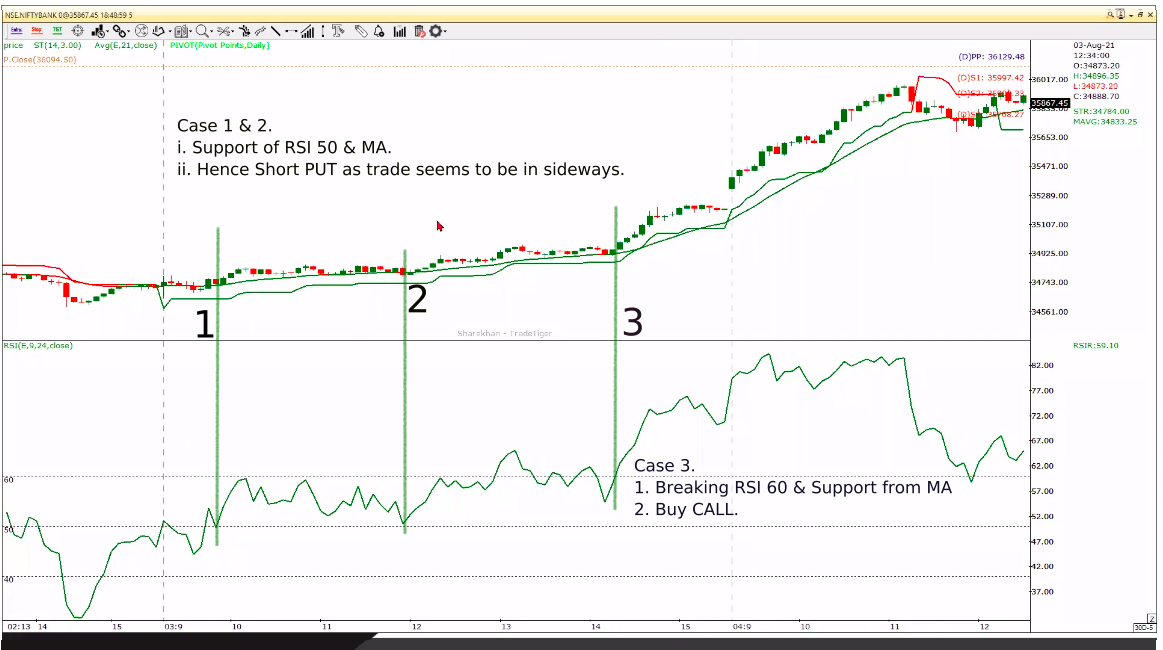 NSE.NIFTYBANK 0@35867.45 18:48:59 5
Entra Stop TGT
price ST(14,3.00) Avg(E,21,close) PIVOT(Pivot Points,Daily)
P.Close(36094.50)
(D)PP: 36129.48
(D)S1: 35997.42
03-Aug-21
12:34:00
O:34873.20
H:34896.35
L:34873.20
C:34888.70
STR:34784.00
MAVG:34833.25
36017.00
35867.45
35653.00
35471.00
35289.00
35107.00
34925.00
34743.00
34561.00
Case 1 & 2.
i. Support of RSI 50 & MA.
ii. Hence Short PUT as trade seems to be in sideways.
1
2
3
Sharekhan - TradeTiger
RSI(E,9,24,close)
RSIR:59.10
82.00
77.00
72.00
67.00
62.00
57.00
52.00
47.00
42.00
37.00
60
50
40
Case 3.
1. Breaking RSI 60 & Support from MA
2. Buy CALL.
02:13 14 15 03:9 10 11 12 13 14 15 04:9 10 11 12